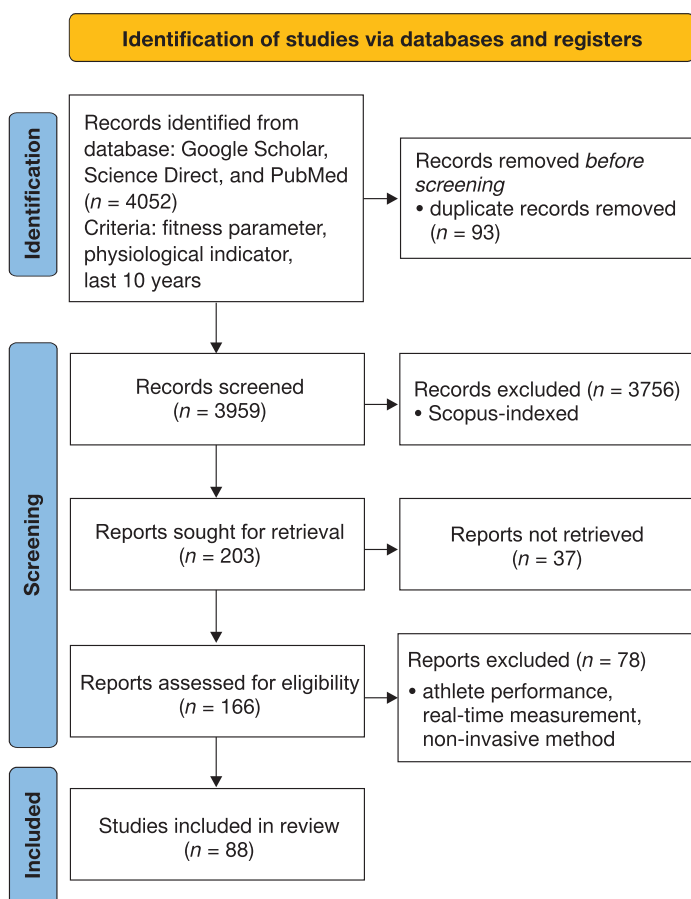 Identification of studies via databases and registers
Identification
Records identified from
database: Google Scholar,
Science Direct, and PubMed
(n = 4052)
Criteria: fitness parameter,
physiological indicator,
last 10 years
Records removed before
screening
• duplicate records removed
(n = 93)
Screening
Records screened
(n = 3959)
Records excluded (n = 3756)
• Scopus-indexed
Reports sought for retrieval
(n = 203)
Reports not retrieved
(n = 37)
Reports assessed for eligibility
(n = 166)
Reports excluded (n = 78)
• athlete performance,
real-time measurement,
non-invasive method
Included
Studies included in review
(n = 88)